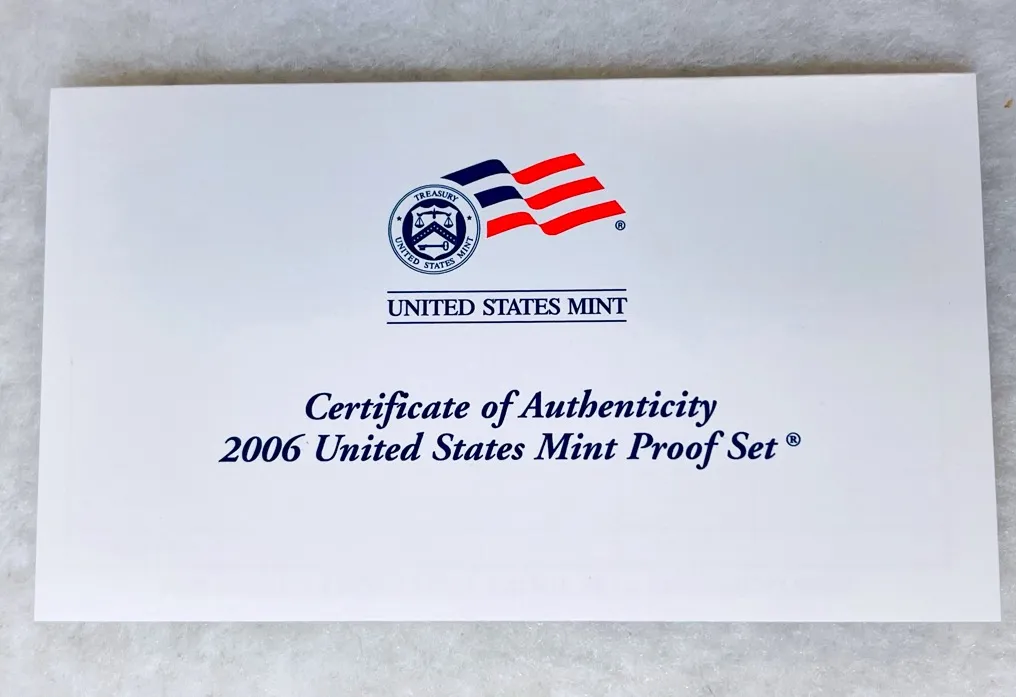 TREASURY
UNITED STATES MINT
®
UNITED STATES MINT
Certificate of Authenticity
2006 United States Mint Proof Set ®